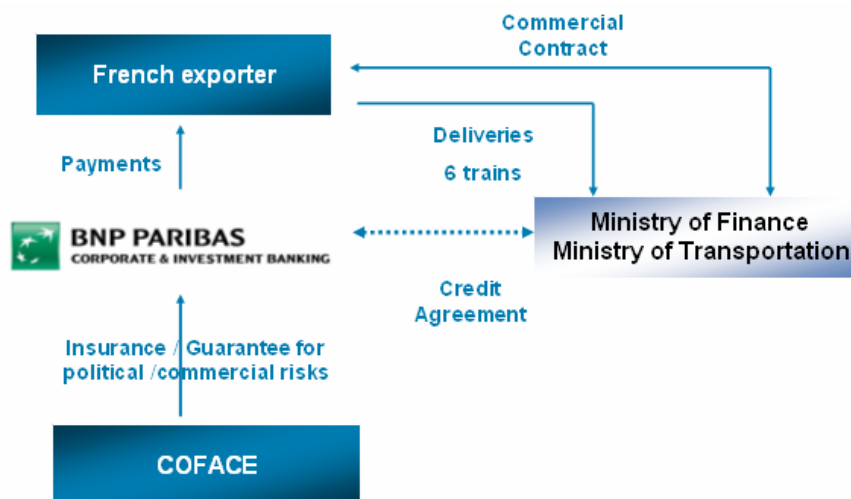 Commercial
Contract
French exporter
Deliveries
6 trains
Payments
Ministry of Finance
Ministry of Transportation
BNP PARIBAS
CORPORATE & INVESTMENT BANKING
Credit
Agreement
Insurance / Guarantee for
political /commercial risks
COFACE